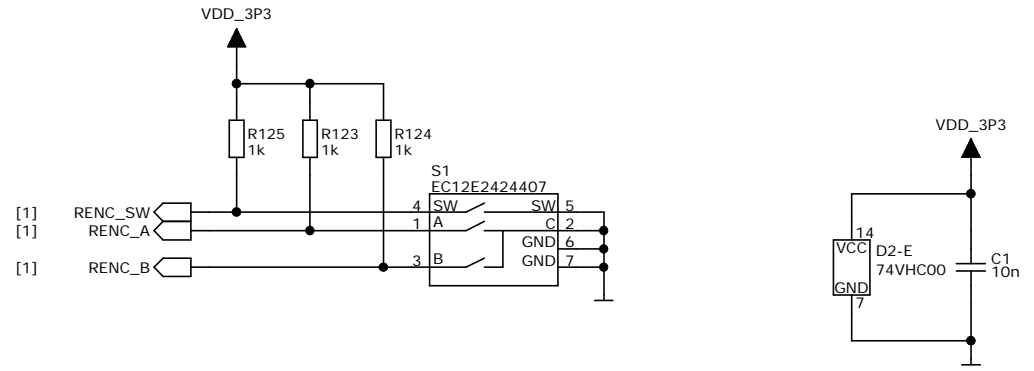 VDD_3P3
R125
1k
R123
1k
R124
1k
S1
EC12E2424407
[1] RENC_SW 4 SW SW 5
[1] RENC_A 1 A C 2
GND 6
[1] RENC_B 3 B GND 7
VDD_3P3
14
VCC
D2-E
74VHC00
GND
7
C1
10n